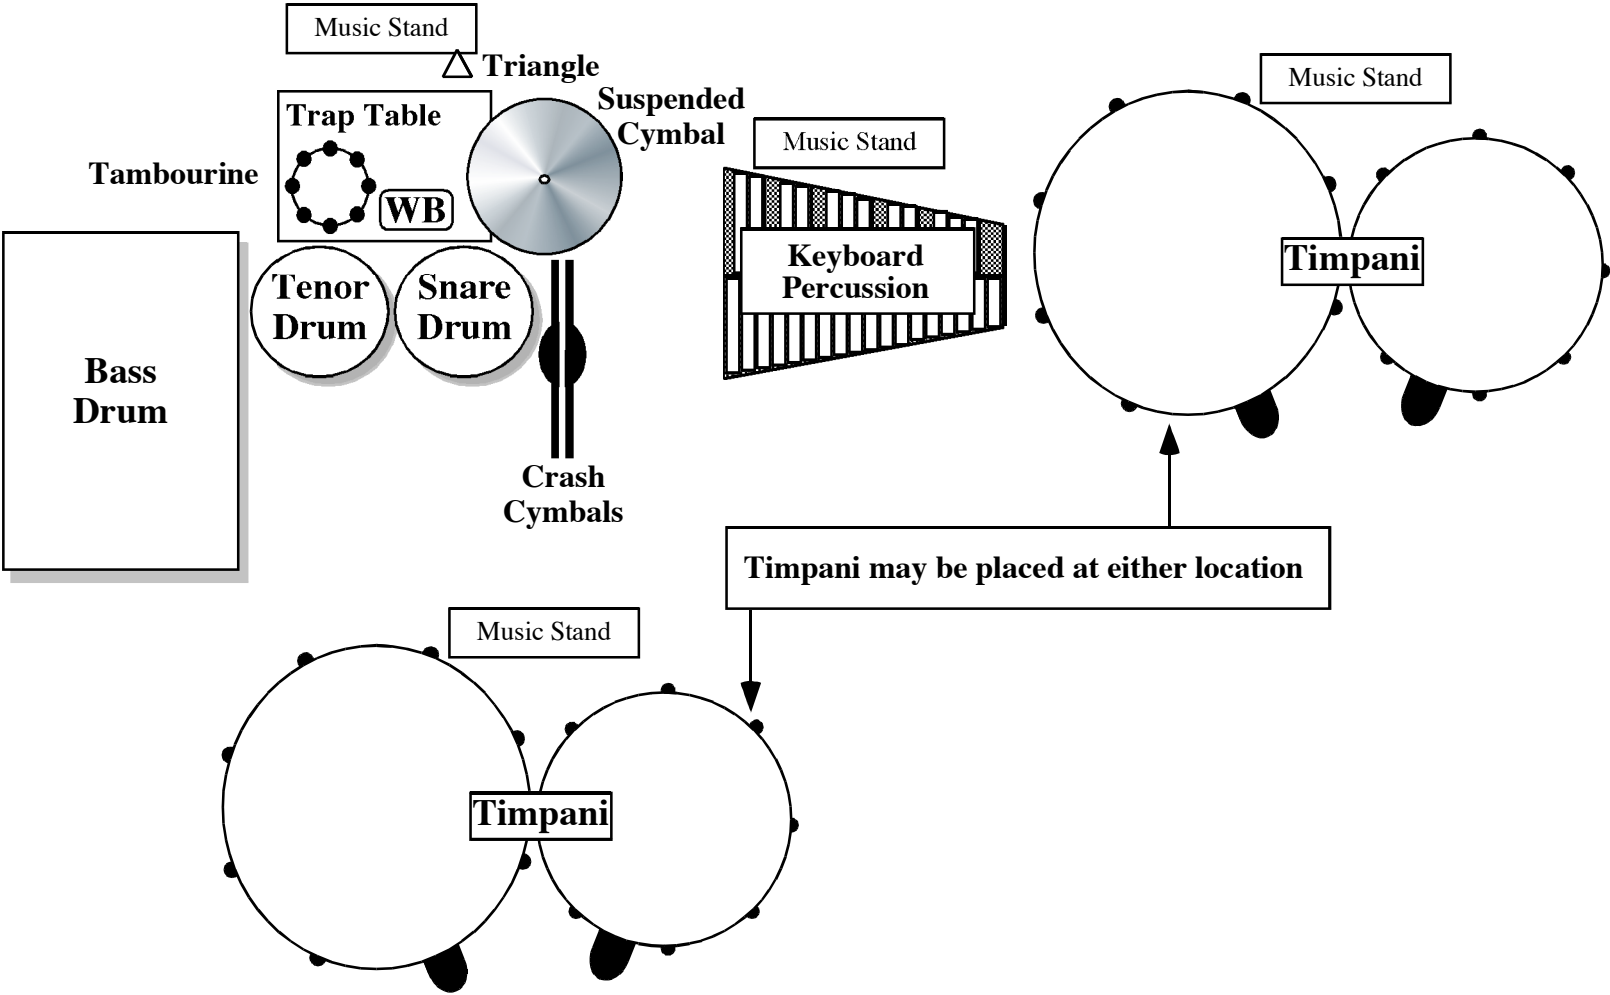 Music Stand
Triangle
Trap Table
Suspended
Cymbal
Tambourine
WB
Tenor
Drum
Snare
Drum
Bass
Drum
Crash
Cymbals
Music Stand
Keyboard
Percussion
Music Stand
Timpani
Timpani may be placed at either location
Music Stand
Timpani